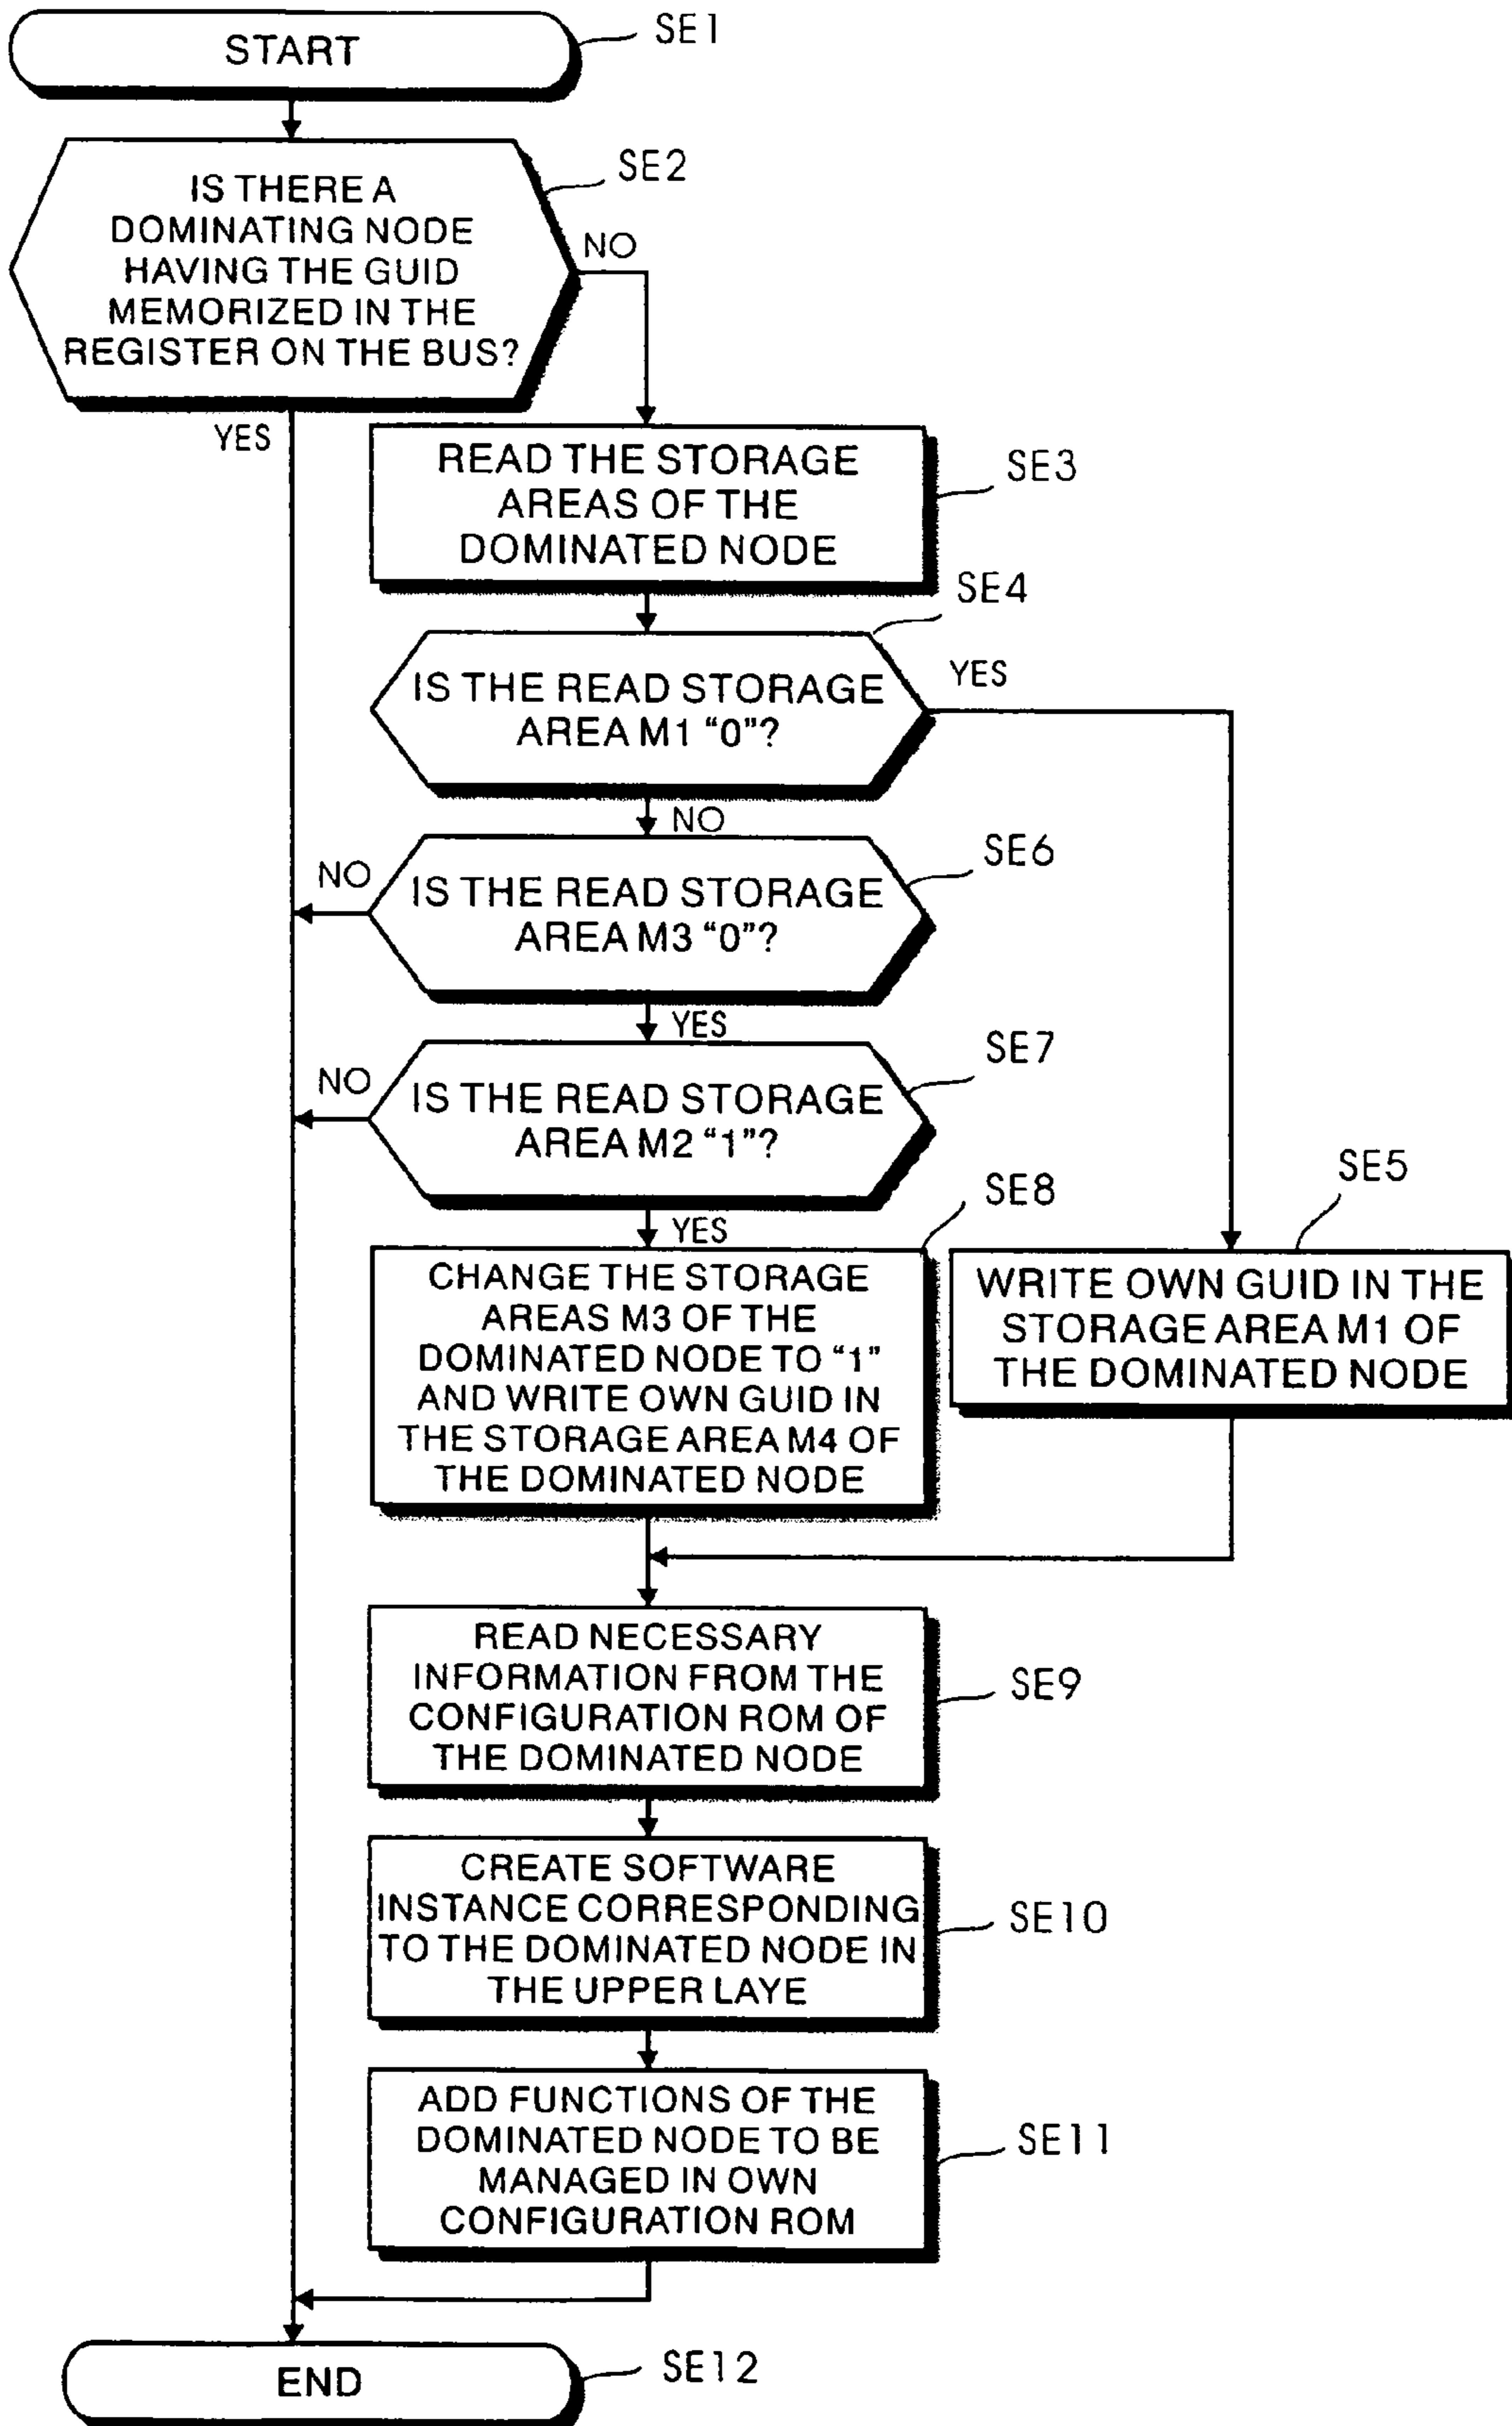 START
SE1
IS THERE A
DOMINATING NODE
HAVING THE GUID
MEMORIZED IN THE
REGISTER ON THE BUS?
SE2
NO
YES
READ THE STORAGE
AREAS OF THE
DOMINATED NODE
SE3
SE4
IS THE READ STORAGE
AREA M1 “0”?
YES
NO
SE6
IS THE READ STORAGE
AREA M3 “0”?
NO
YES
SE7
IS THE READ STORAGE
AREA M2 “1”?
NO
YES
SE8
CHANGE THE STORAGE
AREAS M3 OF THE
DOMINATED NODE TO “1”
AND WRITE OWN GUID IN
THE STORAGE AREA M4 OF
THE DOMINATED NODE
SE5
WRITE OWN GUID IN THE
STORAGE AREA M1 OF
THE DOMINATED NODE
READ NECESSARY
INFORMATION FROM THE
CONFIGURATION ROM OF
THE DOMINATED NODE
SE9
CREATE SOFTWARE
INSTANCE CORRESPONDING
TO THE DOMINATED NODE IN
THE UPPER LAYE
SE10
ADD FUNCTIONS OF THE
DOMINATED NODE TO BE
MANAGED IN OWN
CONFIGURATION ROM
SE11
END
SE12